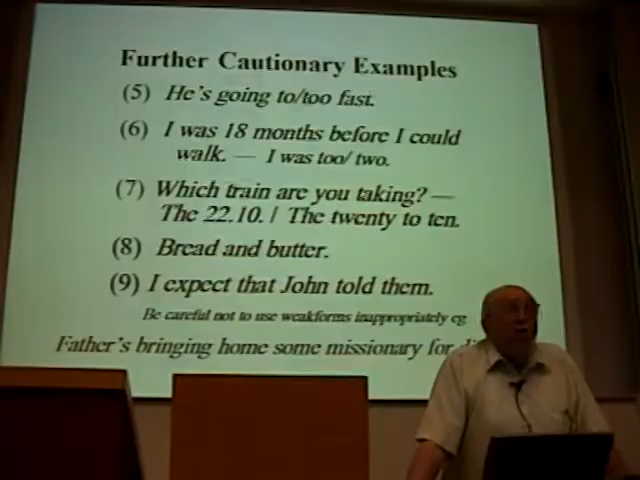 Further Cautionary Examples
(5) He's going to/too fast.
(6) I was 18 months before I could
walk. — I was too/ two.
(7) Which train are you taking? —
The 22.10. / The twenty to ten.
(8) Bread and butter.
(9) I expect that John told them.
Be careful not to use weakforms inappropriately eg
Father's bringing home some missionary for